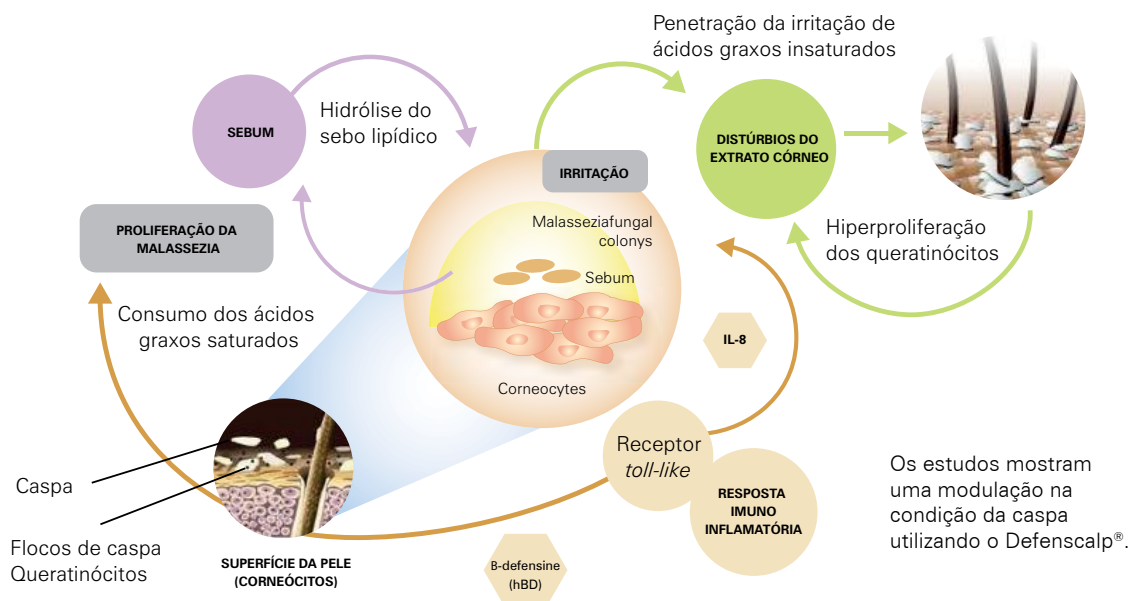 Penetração da irritação de
ácidos graxos insaturados
SEBUM
Hidrólise do
sebo lipídico
DISTÚRBIOS DO
EXTRATO CÓRNEO
IRRITAÇÃO
PROLIFERAÇÃO DA
MALASSEZIA
Malasseziafungal
colonys
Sebum
Hiperproliferação
dos queratinócitos
Consumo dos ácidos
graxos saturados
IL-8
Corneocytes
Receptor
toll-like
RESPOSTA
IMUNO
INFLAMATÓRIA
Os estudos mostram
uma modulação na
condição da caspa
utilizando o Defenscalp®.
Caspa
Flocos de caspa
Queratinócitos
SUPERFÍCIE DA PELE
(CORNEÓCITOS)
B-defensine
(hBD)